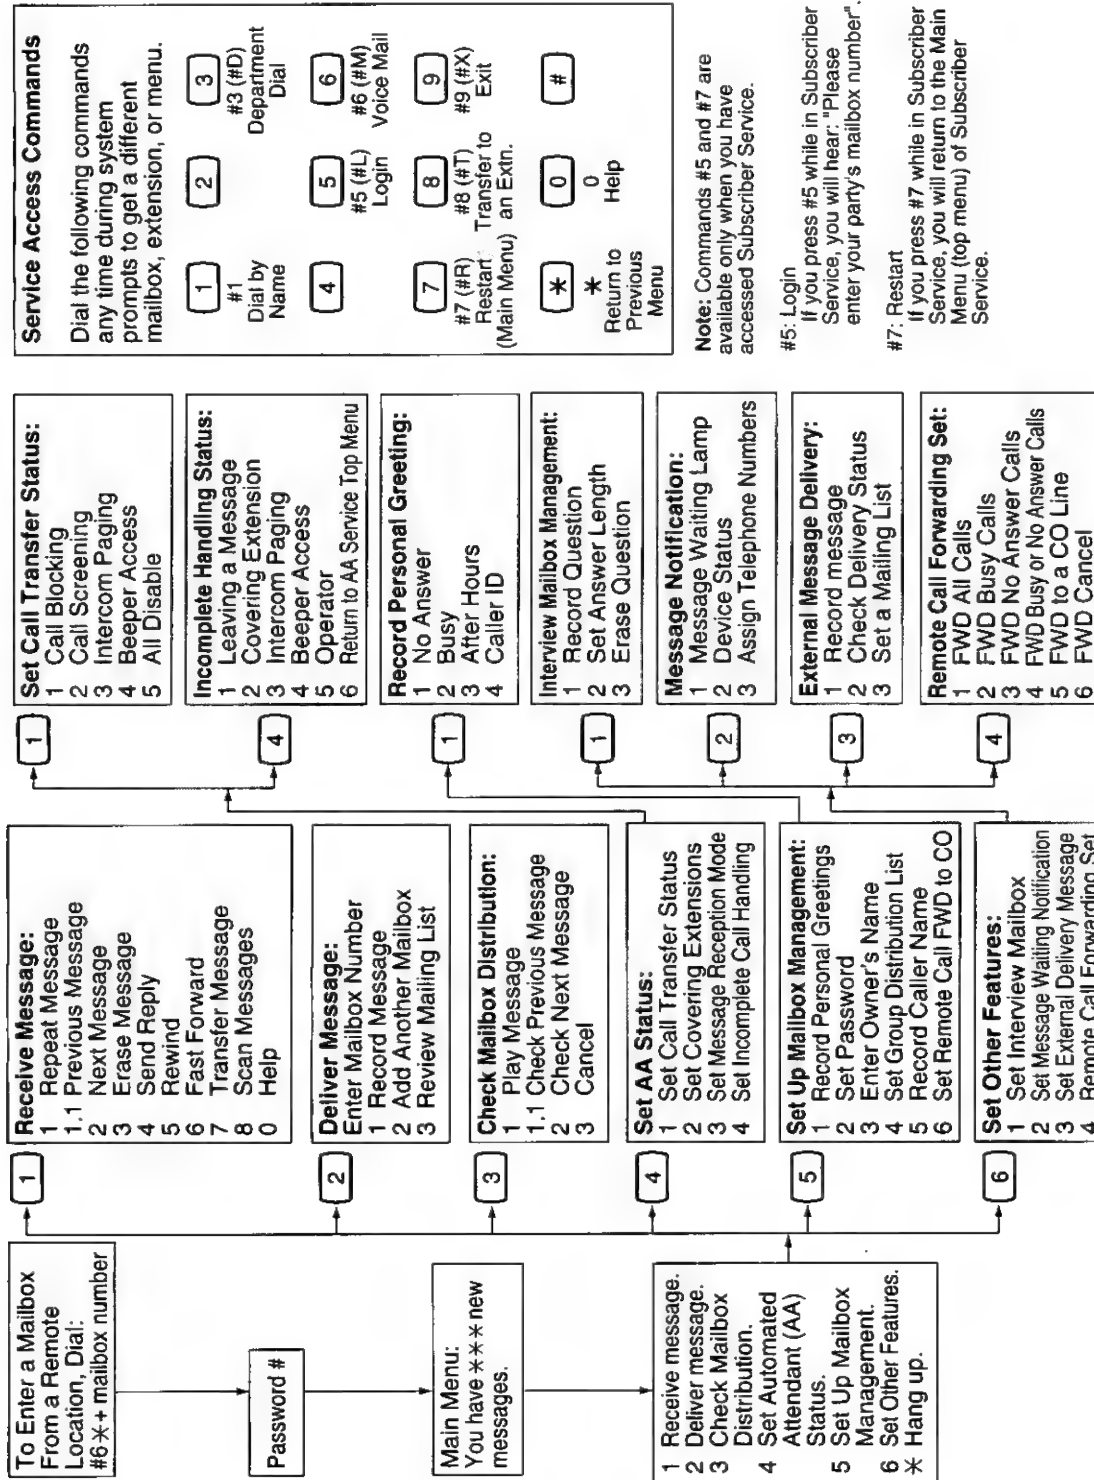 To Enter a Mailbox
From a Remote
Location, Dial:
#6✳+ mailbox number
Password #
Main Menu:
You have ✳✳✳ new
messages.
1 Receive message.
2 Deliver message.
3 Check Mailbox
Distribution.
4 Set Automated
Attendant (AA)
Status.
5 Set Up Mailbox
Management.
6 Set Other Features.
✳ Hang up.
1
Receive Message:
1 Repeat Message
1.1 Previous Message
2 Next Message
3 Erase Message
4 Send Reply
5 Rewind
6 Fast Forward
7 Transfer Message
8 Scan Messages
0 Help
2
Deliver Message:
Enter Mailbox Number
1 Record Message
2 Add Another Mailbox
3 Review Mailing List
3
Check Mailbox Distribution:
1 Play Message
1.1 Check Previous Message
2 Check Next Message
3 Cancel
4
Set AA Status:
1 Set Call Transfer Status
2 Set Covering Extensions
3 Set Message Reception Mode
4 Set Incomplete Call Handling
5
Set Up Mailbox Management:
1 Record Personal Greetings
2 Set Password
3 Enter Owner's Name
4 Set Group Distribution List
5 Record Caller Name
6 Set Remote Call FWD to CO
6
Set Other Features:
1 Set Interview Mailbox
2 Set Message Waiting Notification
3 Set External Delivery Message
4 Remote Call Forwarding Set
1
Set Call Transfer Status:
1 Call Blocking
2 Call Screening
3 Intercom Paging
4 Beeper Access
5 All Disable
4
Incomplete Handling Status:
1 Leaving a Message
2 Covering Extension
3 Intercom Paging
4 Beeper Access
5 Operator
6 Return to AA Service Top Menu
1
Record Personal Greeting:
1 No Answer
2 Busy
3 After Hours
4 Caller ID
1
Interview Mailbox Management:
1 Record Question
2 Set Answer Length
3 Erase Question
2
Message Notification:
1 Message Waiting Lamp
2 Device Status
3 Assign Telephone Numbers
3
External Message Delivery:
1 Record message
2 Check Delivery Status
3 Set a Mailing List
4
Remote Call Forwarding Set:
1 FWD All Calls
2 FWD Busy Calls
3 FWD No Answer Calls
4 FWD Busy or No Answer Calls
5 FWD to a CO Line
6 FWD Cancel
Service Access Commands
Dial the following commands
any time during system
prompts to get a different
mailbox, extension, or menu.
1 2 3
#1 #3 (#D)
Dial by Department
Name Dial
4 5 6
#5 (#L) #6 (#M)
Login Voice Mail
7 8 9
#7 (#R) #8 (#T) #9 (#X)
Restart Transfer to Exit
(Main Menu) an Extn.
✳ 0 #
✳ 0
Return to Help
Previous
Menu
Note: Commands #5 and #7 are
available only when you have
accessed Subscriber Service.
#5: Login
If you press #5 while in Subscriber
Service, you will hear: "Please
enter your party's mailbox number".
#7: Restart
If you press #7 while in Subscriber
Service, you will return to the Main
Menu (top menu) of Subscriber
Service.